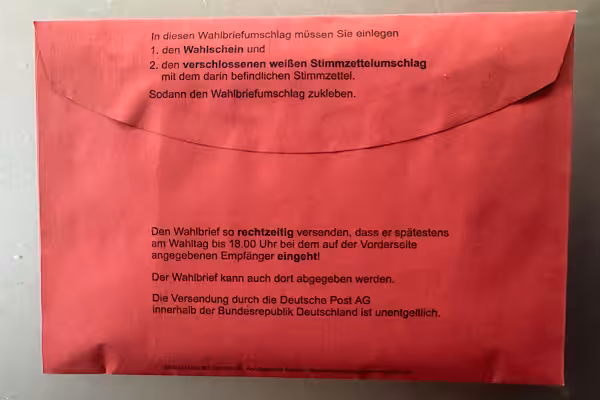 In diesen Wahlbriefumschlag müssen Sie einlegen
1. den Wahlschein und
2. den verschlossenen weißen Stimmzettelumschlag
mit dem darin befindlichen Stimmzettel.
Sodann den Wahlbriefumschlag zukleben.
Den Wahlbrief so rechtzeitig versenden, dass er spätestens
am Wahltag bis 18.00 Uhr bei dem auf der Vorderseite
angegebenen Empfänger eingeht!
Der Wahlbrief kann auch dort abgegeben werden.
Die Versendung durch die Deutsche Post AG
innerhalb der Bundesrepublik Deutschland ist unentgeltlich.